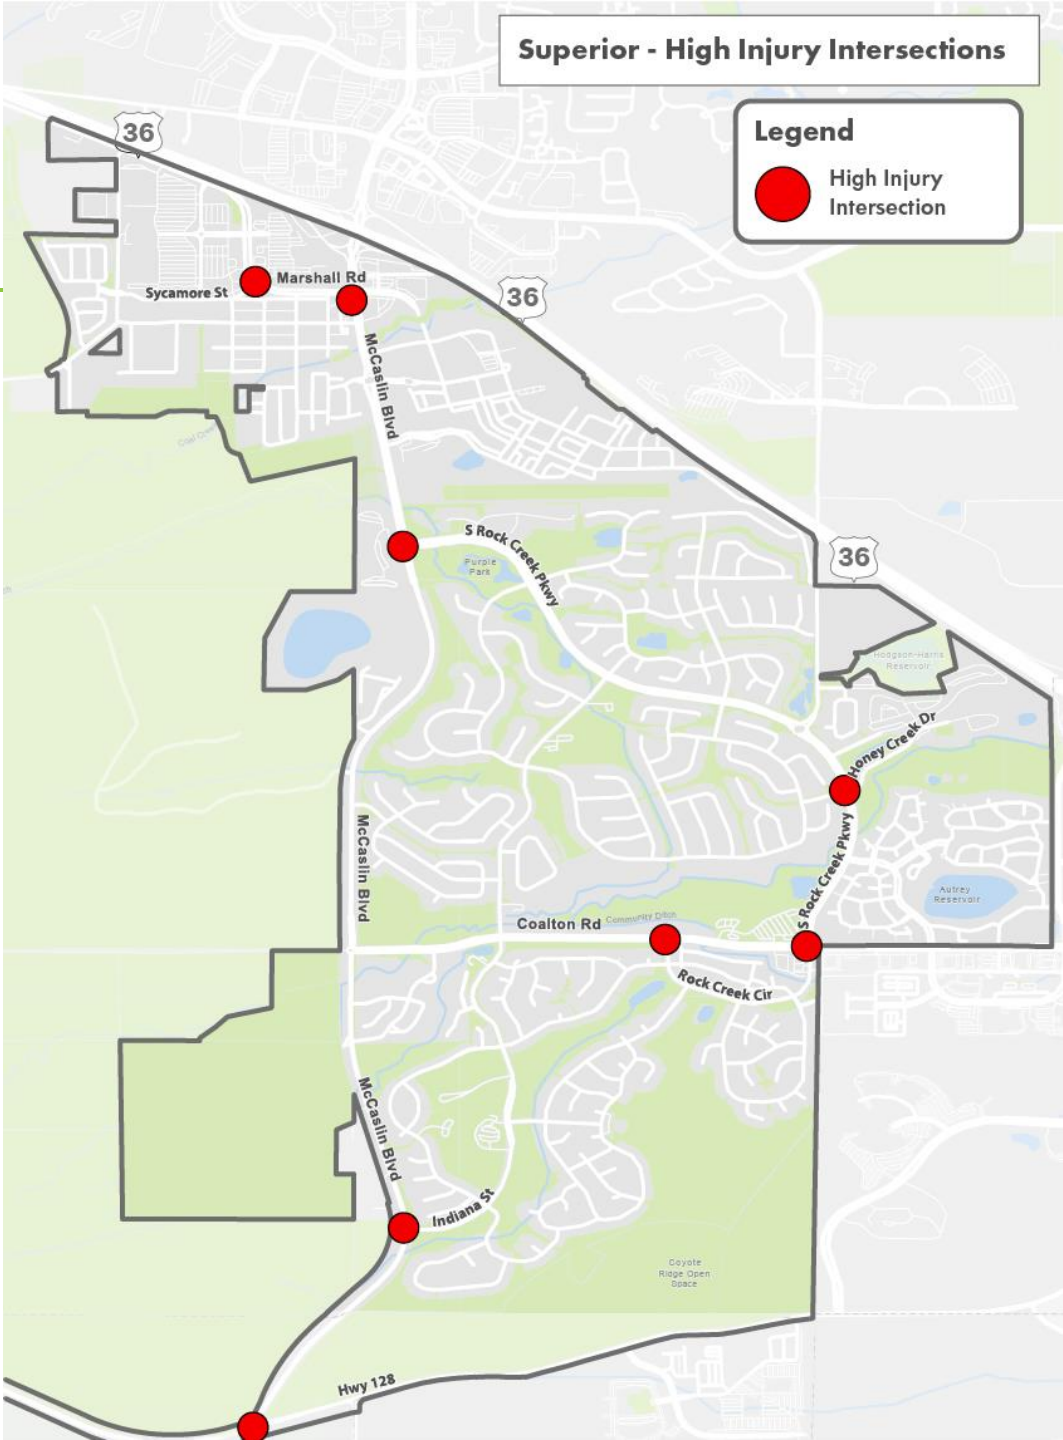 Superior - High Injury Intersections
Legend
High Injury
Intersection
36
Marshall Rd
Sycamore St
36
McCaslin Blvd
Coal Creek
S Rock Creek Pkwy
Purple
Park
36
Hodgson-Harris
Reservoir
Honey Creek Dr
McCaslin Blvd
S Rock Creek Pkwy
Autrey
Reservoir
Coalton Rd
Community Ditch
Rock Creek Cir
McCaslin Blvd
Indiana St
Coyote
Ridge Open
Space
Hwy 128